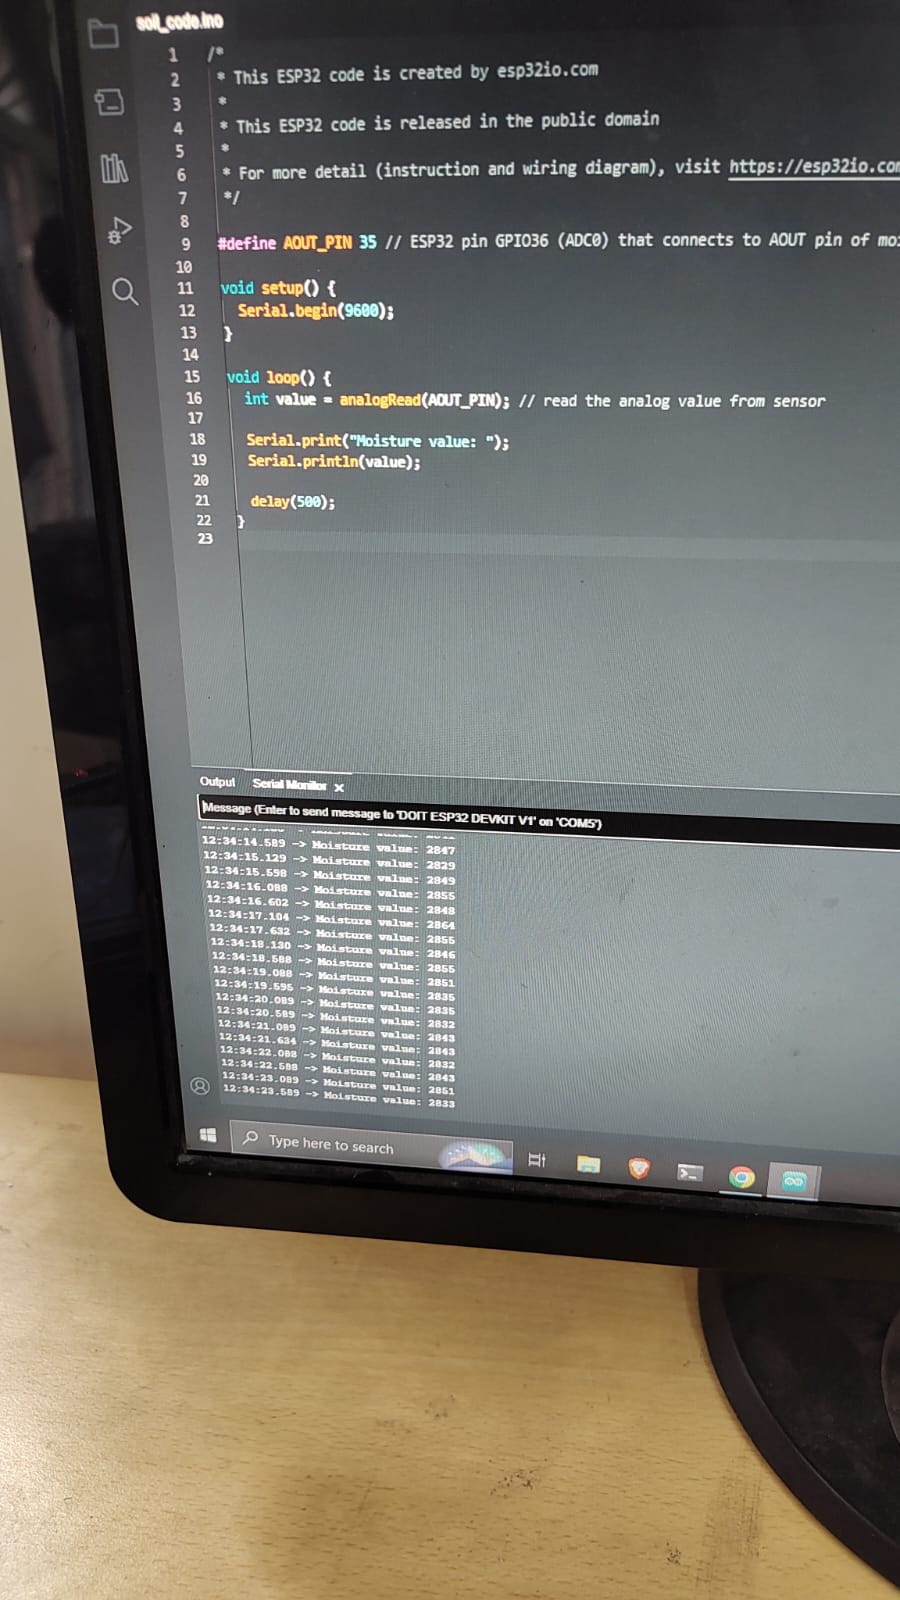 soil_code.ino
1 /*
2 * This ESP32 code is created by esp32io.com
3 *
4 * This ESP32 code is released in the public domain
5 *
6 * For more detail (instruction and wiring diagram), visit https://esp32io.com
7 */
8
9 #define AOUT_PIN 35 // ESP32 pin GPIO36 (ADC0) that connects to AOUT pin of
10
11 void setup() {
12 Serial.begin(9600);
13 }
14
15 void loop() {
16 int value = analogRead(AOUT_PIN); // read the analog value from sensor
17
18 Serial.print("Moisture value: ");
19 Serial.println(value);
20
21 delay(500);
22 }
23
Output Serial Monitor x
Message (Enter to send message to 'DOIT ESP32 DEVKIT V1' on 'COM5')
12:34:14.589 -> Moisture value: 2847
12:34:15.129 -> Moisture value: 2829
12:34:15.598 -> Moisture value: 2849
12:34:16.088 -> Moisture value: 2855
12:34:16.602 -> Moisture value: 2848
12:34:17.104 -> Moisture value: 2864
12:34:17.632 -> Moisture value: 2855
12:34:18.130 -> Moisture value: 2846
12:34:18.588 -> Moisture value: 2855
12:34:19.088 -> Moisture value: 2851
12:34:19.595 -> Moisture value: 2835
12:34:20.089 -> Moisture value: 2835
12:34:20.589 -> Moisture value: 2832
12:34:21.089 -> Moisture value: 2843
12:34:21.634 -> Moisture value: 2843
12:34:22.088 -> Moisture value: 2832
12:34:22.588 -> Moisture value: 2843
12:34:23.089 -> Moisture value: 2851
12:34:23.589 -> Moisture value: 2833
Type here to search